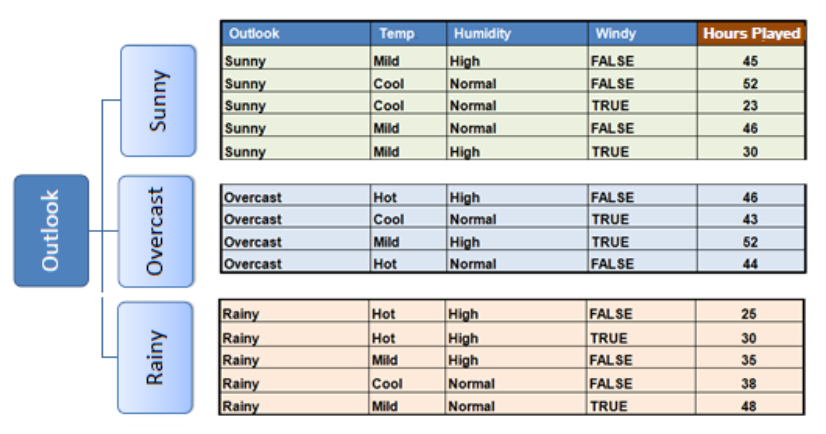 Outlook Temp Humidity Windy Hours Played
Sunny Mild High FALSE 45
Sunny Cool Normal FALSE 52
Sunny Cool Normal TRUE 23
Sunny Mild Normal FALSE 46
Sunny Mild High TRUE 30
Sunny
Outlook
Overcast
Overcast Hot High FALSE 46
Overcast Cool Normal TRUE 43
Overcast Mild High TRUE 52
Overcast Hot Normal FALSE 44
Rainy
Rainy Hot High FALSE 25
Rainy Hot High TRUE 30
Rainy Mild High FALSE 35
Rainy Cool Normal FALSE 38
Rainy Mild Normal TRUE 48